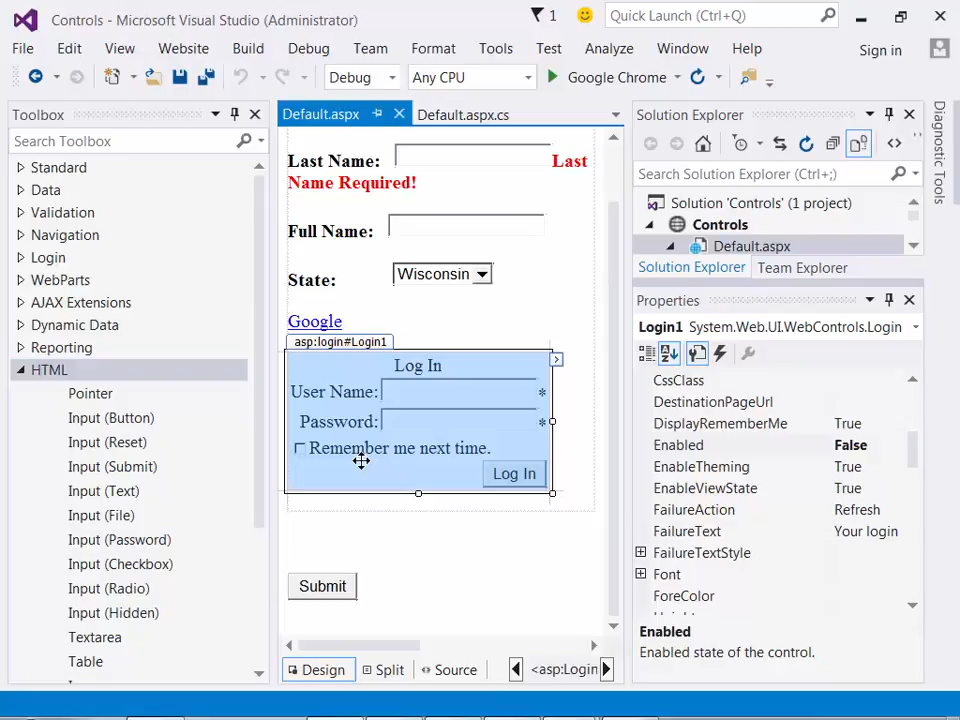 Controls - Microsoft Visual Studio (Administrator)
1
Quick Launch (Ctrl+Q)
File Edit View Website Build Debug Team Format Tools Test Analyze Window Help
Sign in
Debug
Any CPU
Google Chrome
Toolbox
Search Toolbox
Standard
Data
Validation
Navigation
Login
WebParts
AJAX Extensions
Dynamic Data
Reporting
HTML
Pointer
Input (Button)
Input (Reset)
Input (Submit)
Input (Text)
Input (File)
Input (Password)
Input (Checkbox)
Input (Radio)
Input (Hidden)
Textarea
Table
Default.aspx
Default.aspx.cs
Last Name: Last
Name Required!
Full Name:
State: Wisconsin
Google
asp:login#Login1
Log In
User Name: *
Password: *
Remember me next time.
Log In
Submit
Design
Split
Source
<asp:Login
Solution Explorer
Search Solution Explorer (Ctrl+;)
Solution 'Controls' (1 project)
Controls
Default.aspx
Solution Explorer Team Explorer
Properties
Login1 System.Web.UI.WebControls.Login
CssClass
DestinationPageUrl
DisplayRememberMe True
Enabled False
EnableTheming True
EnableViewState True
FailureAction Refresh
FailureText Your login
FailureTextStyle
Font
ForeColor
Enabled
Enabled state of the control.
Diagnostic Tools